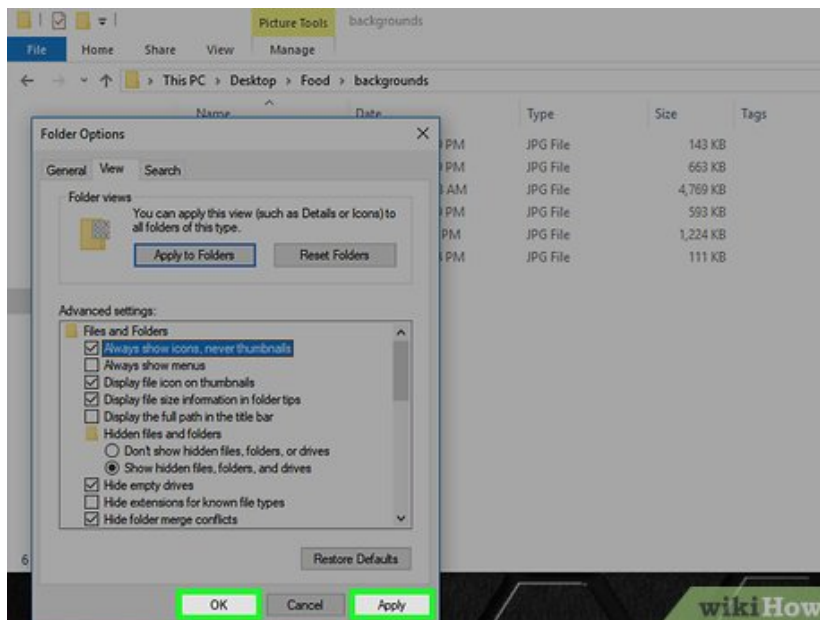 Picture Tools backgrounds
File Home Share View Manage
This PC > Desktop > Food > backgrounds
Name Date Type Size Tags
Folder Options
PM JPG File 143 KB
PM JPG File 663 KB
AM JPG File 4,769 KB
PM JPG File 593 KB
PM JPG File 1,224 KB
PM JPG File 111 KB
General View Search
Folder views
You can apply this view (such as Details or Icons) to
all folders of this type.
Apply to Folders Reset Folders
Advanced settings:
Files and Folders
Always show icons, never thumbnails
Always show menus
Display file icon on thumbnails
Display file size information in folder tips
Display the full path in the title bar
Hidden files and folders
Don't show hidden files, folders, or drives
Show hidden files, folders, and drives
Hide empty drives
Hide extensions for known file types
Hide folder merge conflicts
6
Restore Defaults
OK Cancel Apply
wikiHow